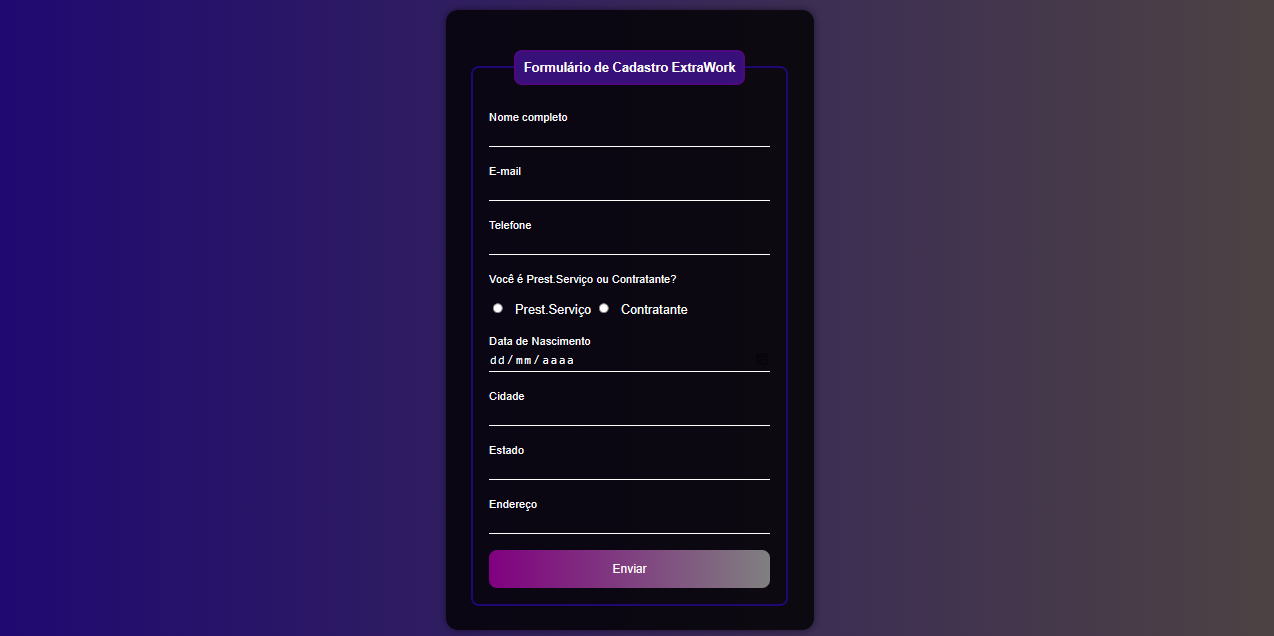 Formulário de Cadastro ExtraWork
Nome completo
E-mail
Telefone
Você é Prest.Serviço ou Contratante?
Prest.Serviço Contratante
Data de Nascimento
dd/mm/aaaa
Cidade
Estado
Endereço
Enviar